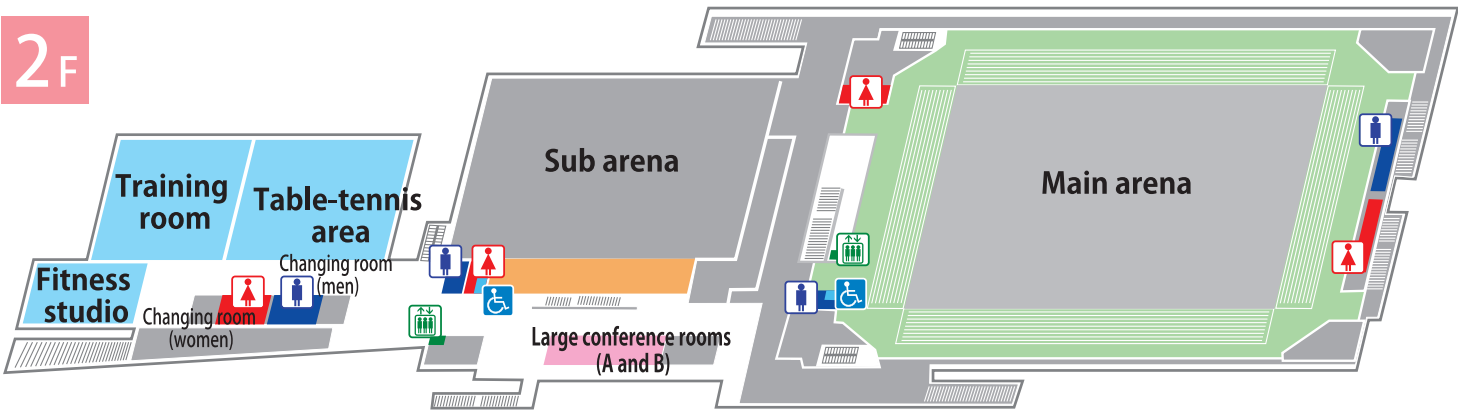 2F
Training
room
Table-tennis
area
Fitness
studio
Changing room
(men)
Changing room
(women)
Sub arena
Large conference rooms
(A and B)
Main arena